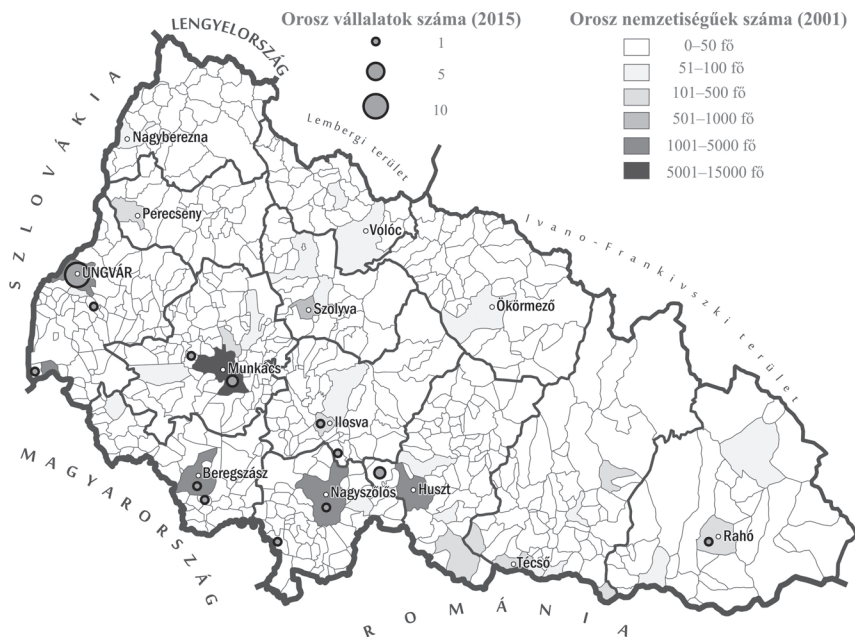 Orosz vállalatok száma (2015)
1
5
10
Orosz nemzetiségűek száma (2001)
0–50 fő
51–100 fő
101–500 fő
501–1000 fő
1001–5000 fő
5001–15000 fő
LENGYELORSZÁG
SZLOVÁKIA
Lembergi terület
Ivano-Frankivszki terület
Nagyberezna
Perecseny
Volóc
UNGVÁR
Szolyva
Ökörmező
Munkács
Ilosva
Beregszász
Nagyszőlős
Huszt
Rahó
Técső
MAGYARORSZÁG
ROMÁNIA